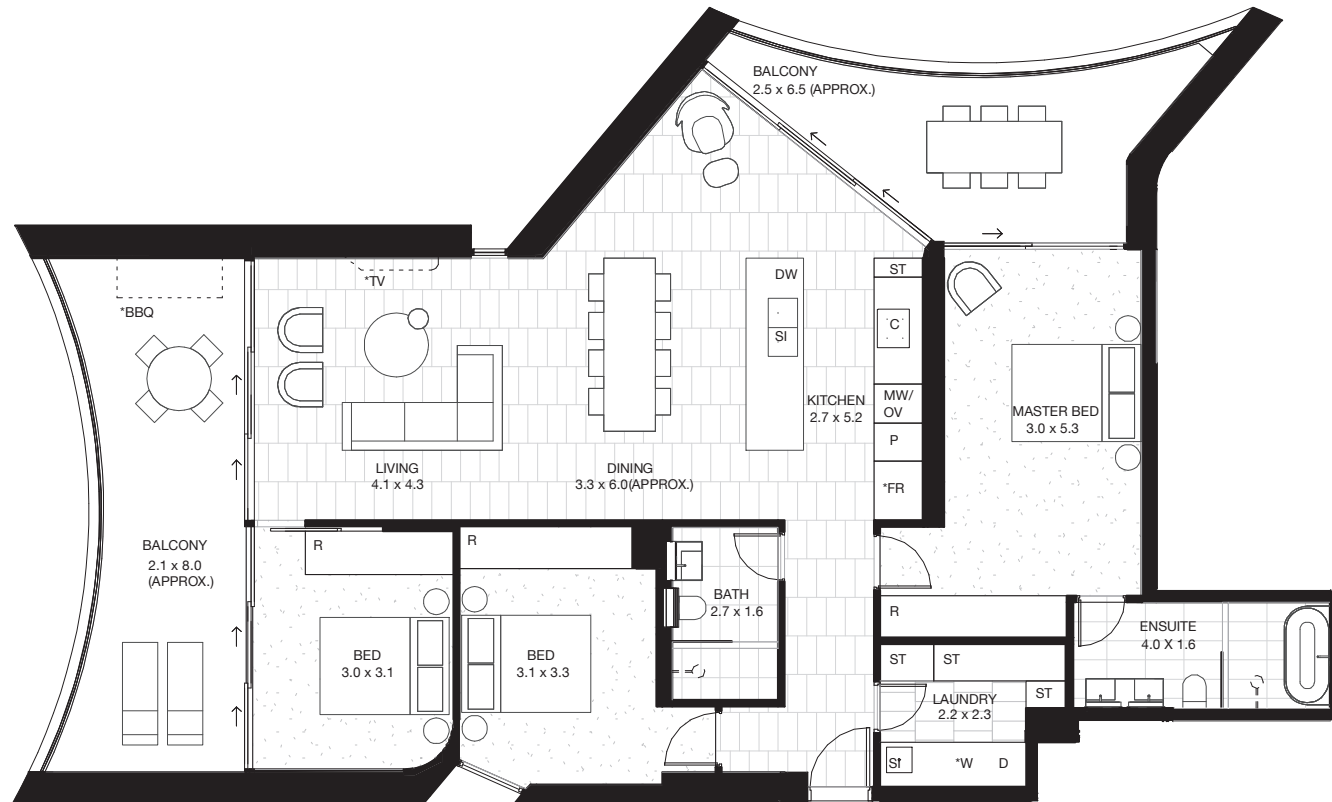 BALCONY
2.5 x 6.5 (APPROX.)
*TV
*BBQ
DW
SI
ST
C
MW/
OV
P
*FR
KITCHEN
2.7 x 5.2
MASTER BED
3.0 x 5.3
LIVING
4.1 x 4.3
DINING
3.3 x 6.0(APPROX.)
BALCONY
2.1 x 8.0
(APPROX.)
R
R
BATH
2.7 x 1.6
R
ENSUITE
4.0 X 1.6
BED
3.0 x 3.1
BED
3.1 x 3.3
ST
ST
ST
LAUNDRY
2.2 x 2.3
SI
*W
D